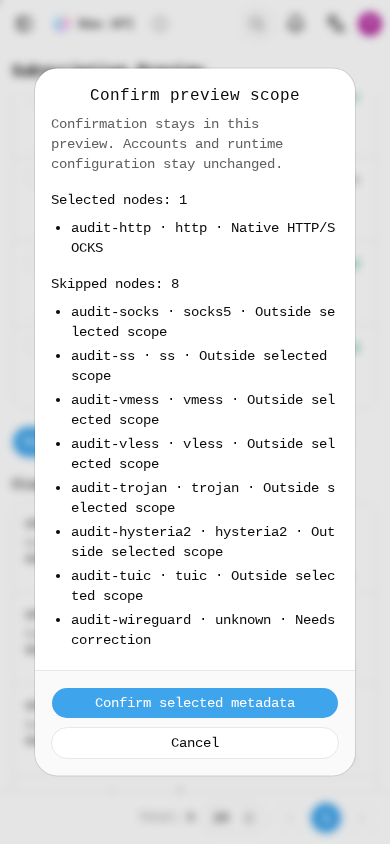 Confirm preview scope
Confirmation stays in this
preview. Accounts and runtime
configuration stay unchanged.
Selected nodes: 1
• audit-http · http · Native HTTP/S
OCKS
Skipped nodes: 8
• audit-socks · socks5 · Outside se
lected scope
• audit-ss · ss · Outside selected
scope
• audit-vmess · vmess · Outside sel
ected scope
• audit-vless · vless · Outside sel
ected scope
• audit-trojan · trojan · Outside s
elected scope
• audit-hysteria2 · hysteria2 · Out
side selected scope
• audit-tuic · tuic · Outside selec
ted scope
• audit-wireguard · unknown · Needs
correction
Confirm selected metadata
Cancel